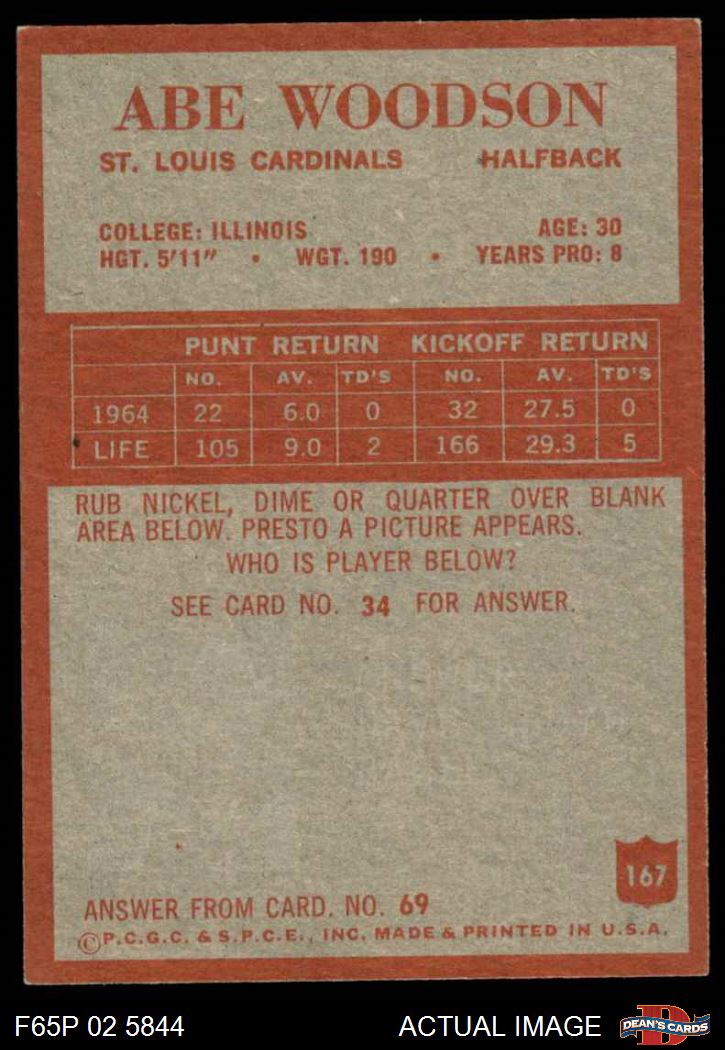 ABE WOODSON
ST. LOUIS CARDINALS HALFBACK
COLLEGE: ILLINOIS AGE: 30
HGT. 5'11" • WGT. 190 • YEARS PRO: 8
PUNT RETURN KICKOFF RETURN
NO. AV. TD'S NO. AV. TD'S
1964 22 6.0 0 32 27.5 0
LIFE 105 9.0 2 166 29.3 5
RUB NICKEL, DIME OR QUARTER OVER BLANK
AREA BELOW. PRESTO A PICTURE APPEARS.
WHO IS PLAYER BELOW?
SEE CARD NO. 34 FOR ANSWER.
167
ANSWER FROM CARD. NO. 69
©P.C.G.C. & S.P.C.E., INC. MADE & PRINTED IN U.S.A.
F65P 02 5844 ACTUAL IMAGE D DEAN'S CARDS